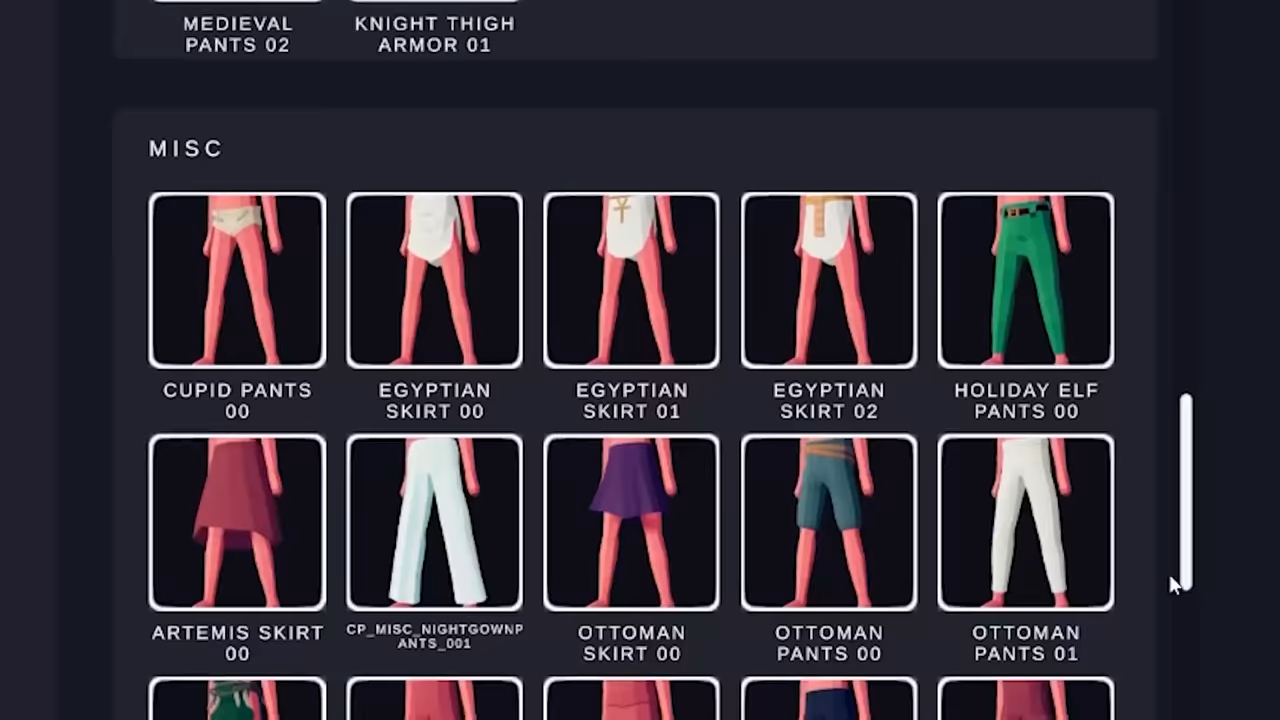 MEDIEVAL
PANTS 02
KNIGHT THIGH
ARMOR 01
MISC
CUPID PANTS
00
EGYPTIAN
SKIRT 00
EGYPTIAN
SKIRT 01
EGYPTIAN
SKIRT 02
HOLIDAY ELF
PANTS 00
ARTEMIS SKIRT
00
CP_MISC_NIGHTGOWNP
ANTS_001
OTTOMAN
SKIRT 00
OTTOMAN
PANTS 00
OTTOMAN
PANTS 01